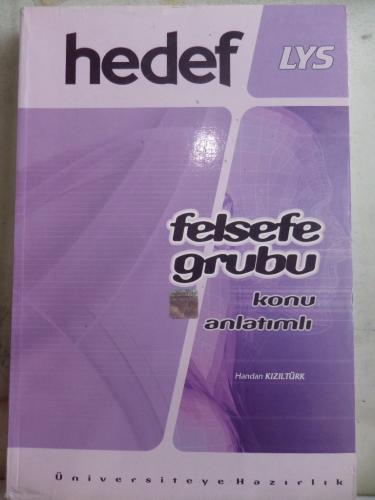 hedef
LYS
felsefe
grubu
konu
anlatımlı
Handan KIZILTÜRK
Üniversiteye Hazırlık